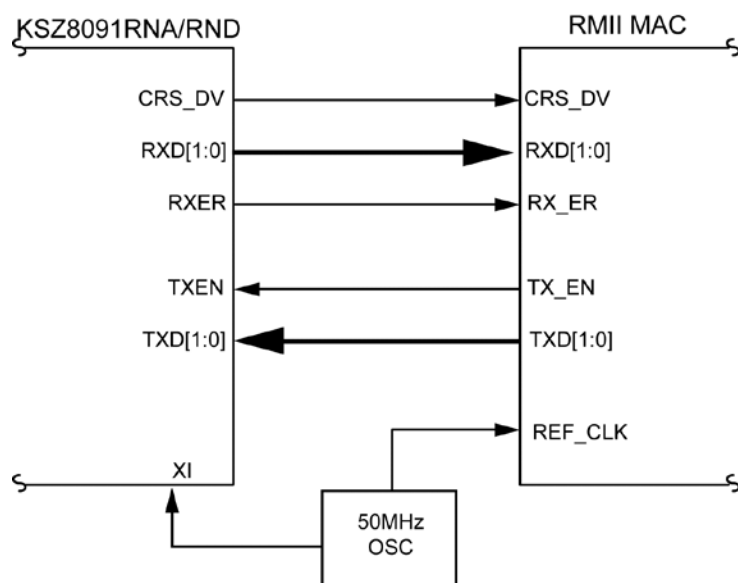 KSZ8091RNA/RND
RMII MAC
CRS_DV
CRS_DV
RXD[1:0]
RXD[1:0]
RXER
RX_ER
TXEN
TX_EN
TXD[1:0]
TXD[1:0]
REF_CLK
XI
50MHz
OSC